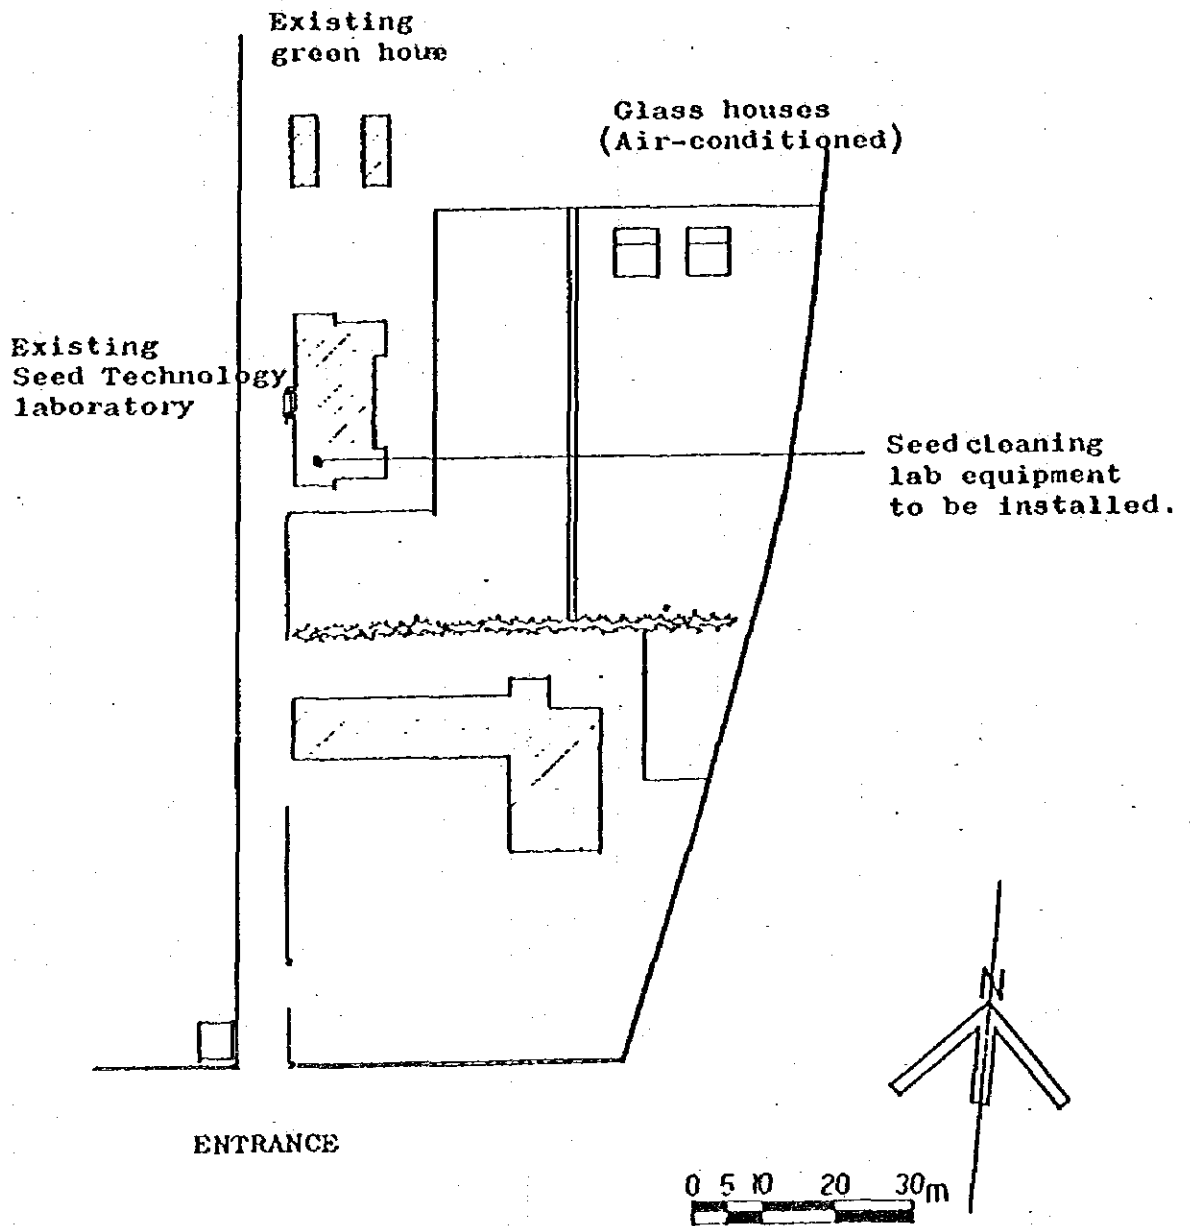 Existing
green house
Glass houses
(Air-conditioned)
Existing
Seed Technology
laboratory
Seed cleaning
lab equipment
to be installed.
N
ENTRANCE
0 5 10 20 30m